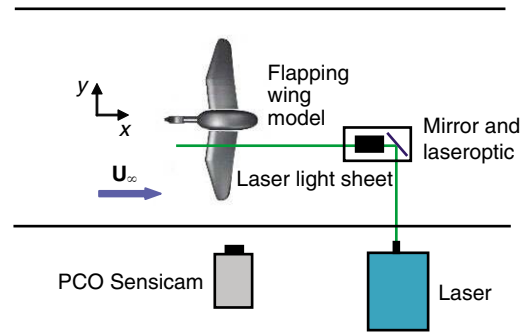 Flapping
wing
model
y
x
Mirror and
laseroptic
U∞
Laser light sheet
PCO Sensicam
Laser